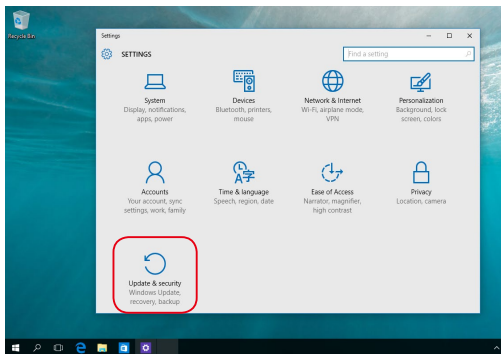 Recycle Bin
Settings
SETTINGS
Find a setting
System
Display, notifications,
apps, power
Devices
Bluetooth, printers,
mouse
Network & Internet
Wi-Fi, airplane mode,
VPN
Personalization
Background, lock
screen, colors
Accounts
Your account, sync
settings, work, family
Time & language
Speech, region, date
Ease of Access
Narrator, magnifier,
high contrast
Privacy
Location, camera
Update & security
Windows Update,
recovery, backup